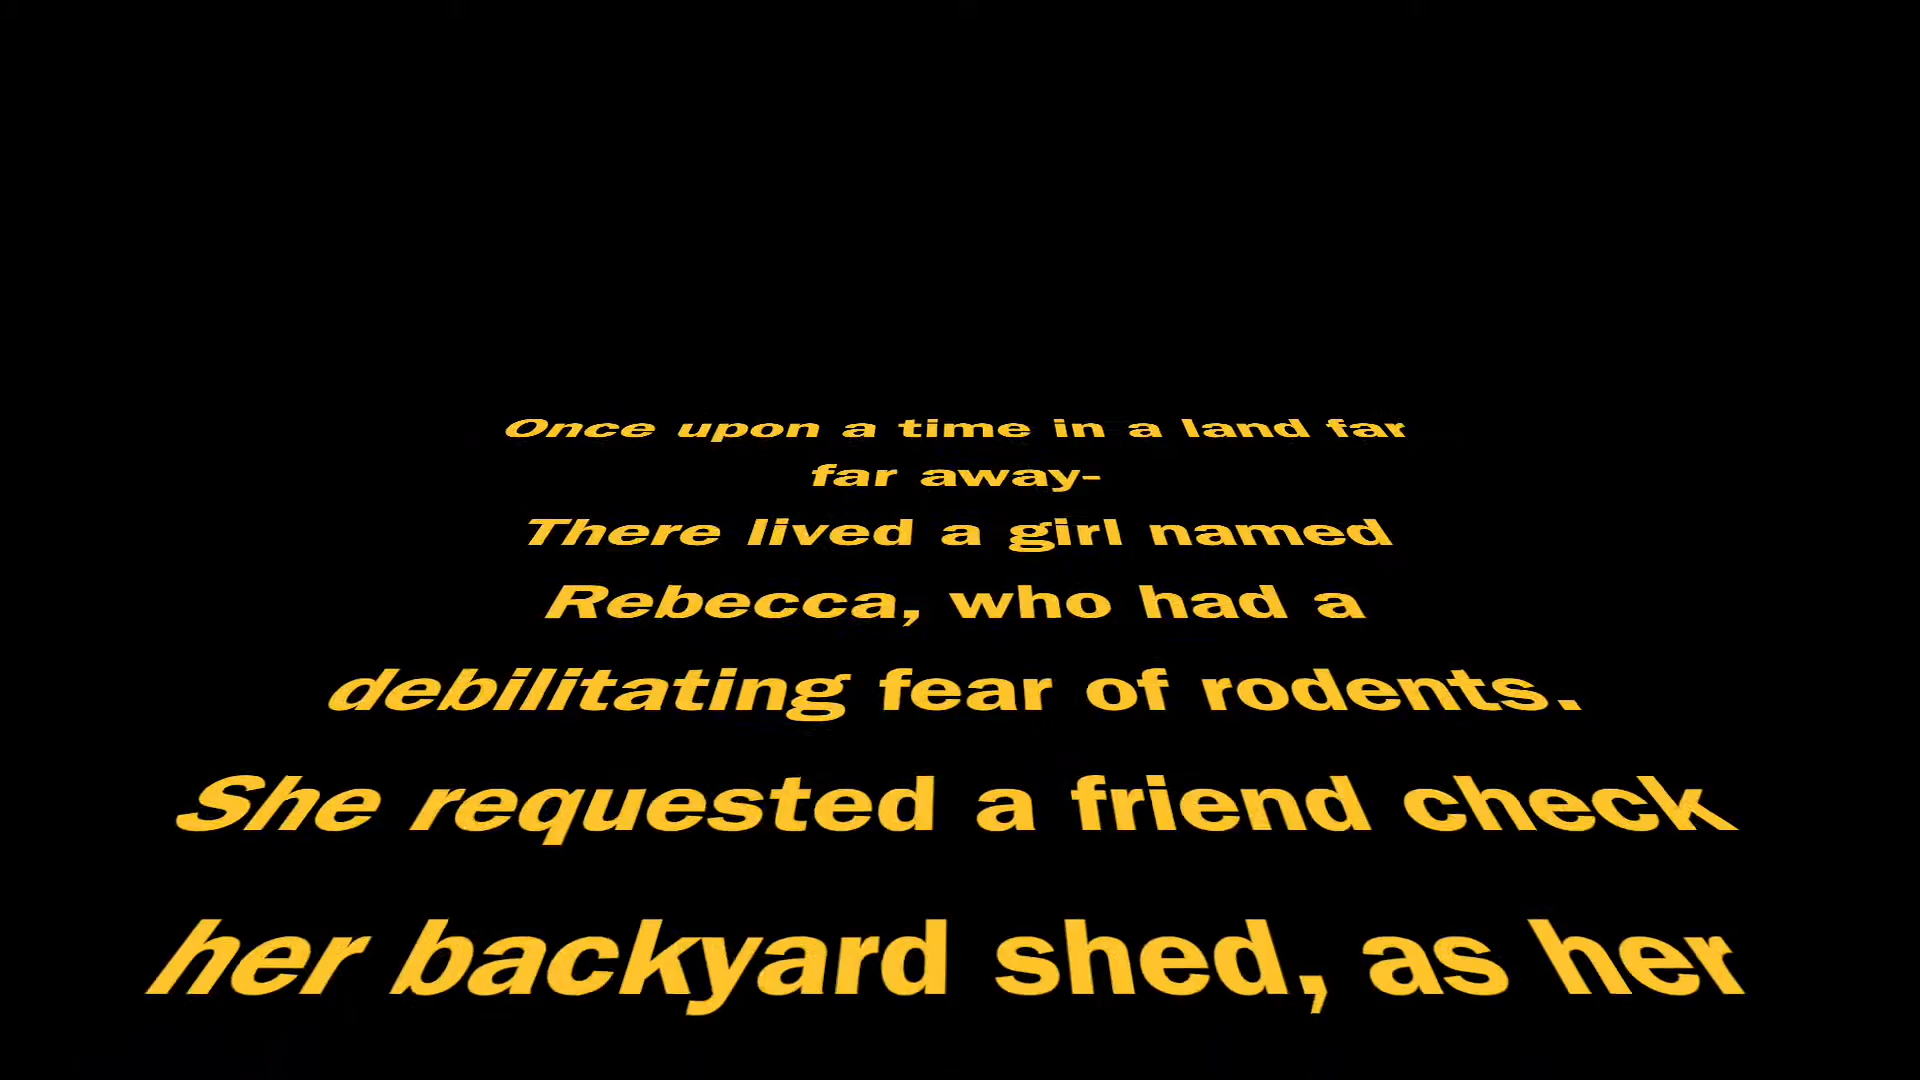 Once upon a time in a land far
far away-
There lived a girl named
Rebecca, who had a
debilitating fear of rodents.
She requested a friend check
her backyard shed, as her